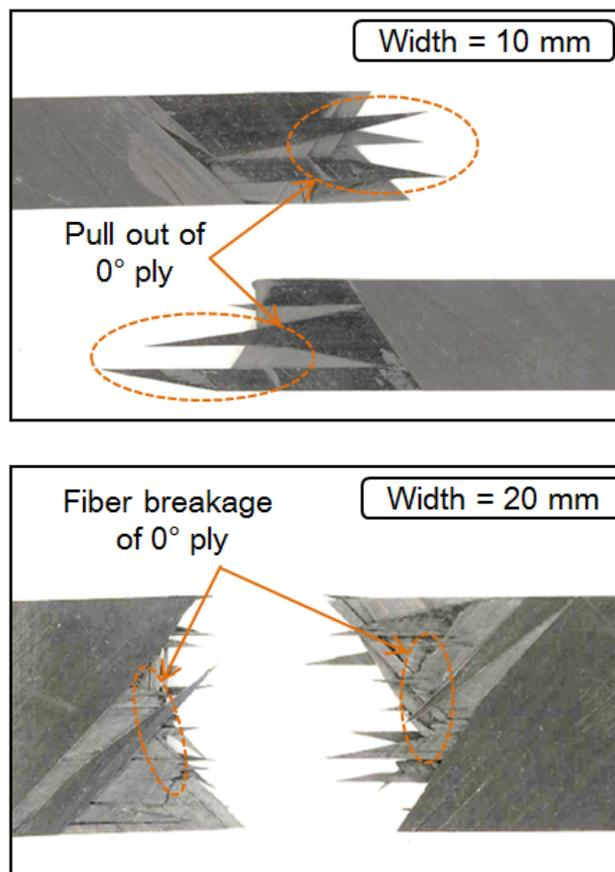 Width = 10 mm
Pull out of
0° ply
Width = 20 mm
Fiber breakage
of 0° ply